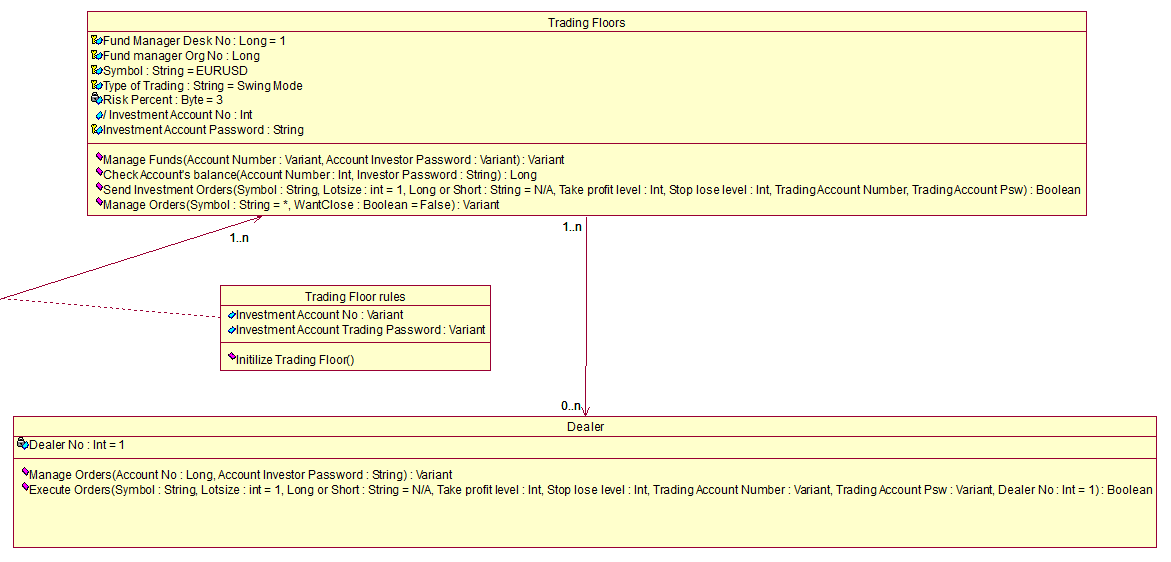 Trading Floors
Fund Manager Desk No : Long = 1
Fund manager Org No : Long
Symbol : String = EURUSD
Type of Trading : String = Swing Mode
Risk Percent : Byte = 3
/ Investment Account No : Int
Investment Account Password : String
Manage Funds(Account Number : Variant, Account Investor Password : Variant) : Variant
Check Account's balance(Account Number : Int, Investor Password : String) : Long
Send Investment Orders(Symbol : String, Lotsize : int = 1, Long or Short : String = N/A, Take profit level : Int, Stop lose level : Int, Trading Account Number, Trading Account Psw) : Boolean
Manage Orders(Symbol : String = *, WantClose : Boolean = False) : Variant
1..n
1..n
Trading Floor rules
Investment Account No : Variant
Investment Account Trading Password : Variant
Initilize Trading Floor()
0..n
Dealer
Dealer No : Int = 1
Manage Orders(Account No : Long, Account Investor Password : String) : Variant
Execute Orders(Symbol : String, Lotsize : int = 1, Long or Short : String = N/A, Take profit level : Int, Stop lose level : Int, Trading Account Number : Variant, Trading Account Psw : Variant, Dealer No : Int = 1) : Boolean